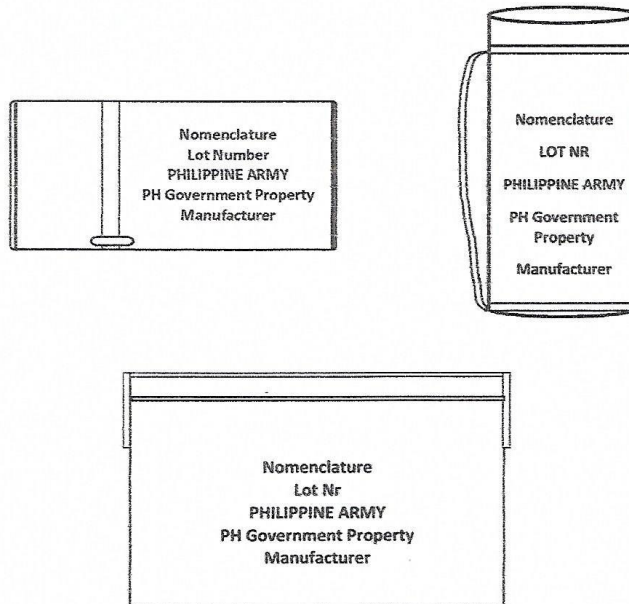 Nomenclature
Lot Number
PHILIPPINE ARMY
PH Government Property
Manufacturer
Nomenclature
LOT NR
PHILIPPINE ARMY
PH Government
Property
Manufacturer
Nomenclature
Lot Nr
PHILIPPINE ARMY
PH Government Property
Manufacturer